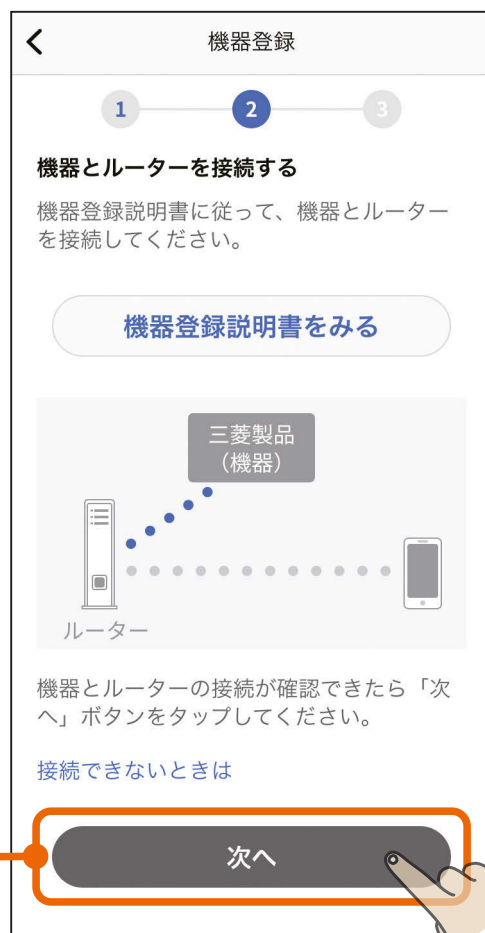 機器登録
1 2 3
機器とルーターを接続する
機器登録説明書に従って、機器とルーター
を接続してください。
機器登録説明書をみる
三菱製品
（機器）
ルーター
機器とルーターの接続が確認できたら「次
へ」ボタンをタップしてください。
接続できないときは
次へ